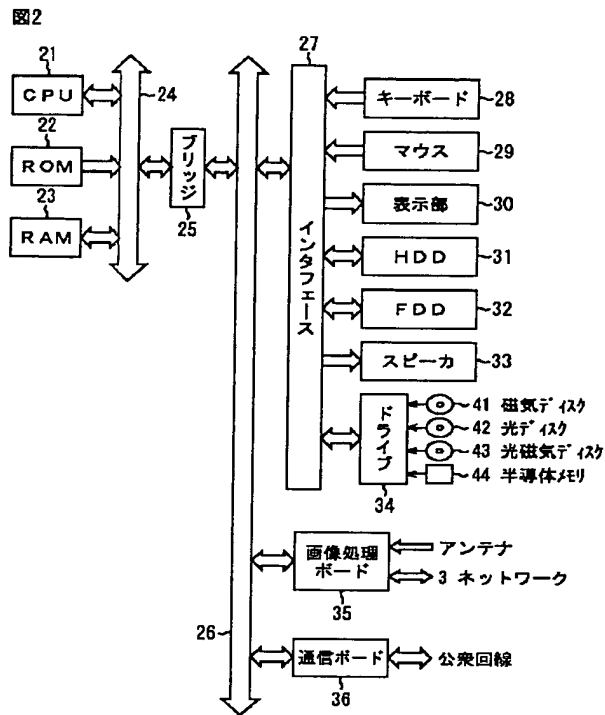 図2
21
CPU
22
ROM
23
RAM
24
ブリッジ
25
26
27
インタフェース
キーボード 28
マウス 29
表示部 30
HDD 31
FDD 32
スピーカ 33
ドライブ
34
41 磁気ディスク
42 光ディスク
43 光磁気ディスク
44 半導体メモリ
画像処理
ボード
35
アンテナ
3 ネットワーク
通信ボード
36
公衆回線